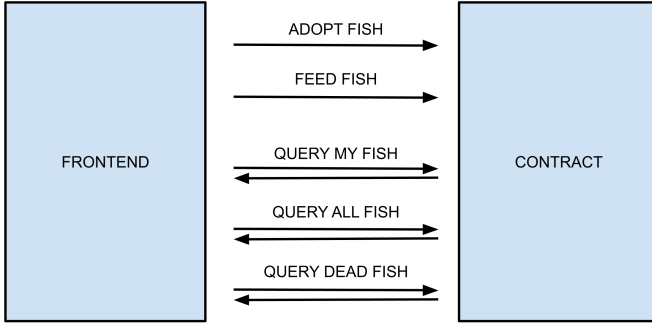 ADOPT FISH
FEED FISH
FRONTEND
QUERY MY FISH
CONTRACT
QUERY ALL FISH
QUERY DEAD FISH